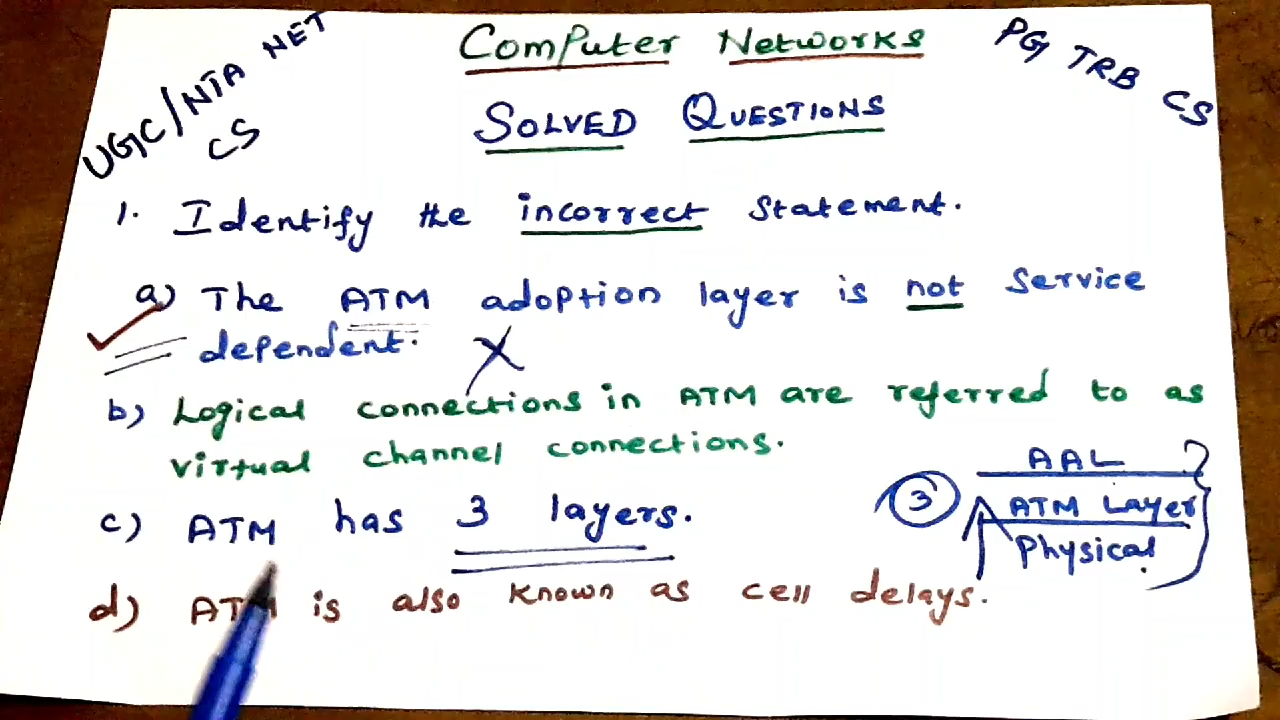 UGC/NTA NET
CS
Computer Networks
PG TRB CS
SOLVED QUESTIONS
1. Identify the incorrect statement.
a) The ATM adoption layer is not service
dependent. X
b) Logical connections in ATM are referred to as
virtual channel connections.
c) ATM has 3 layers.
3
AAL
ATM Layer
Physical
d) ATM is also known as cell delays.